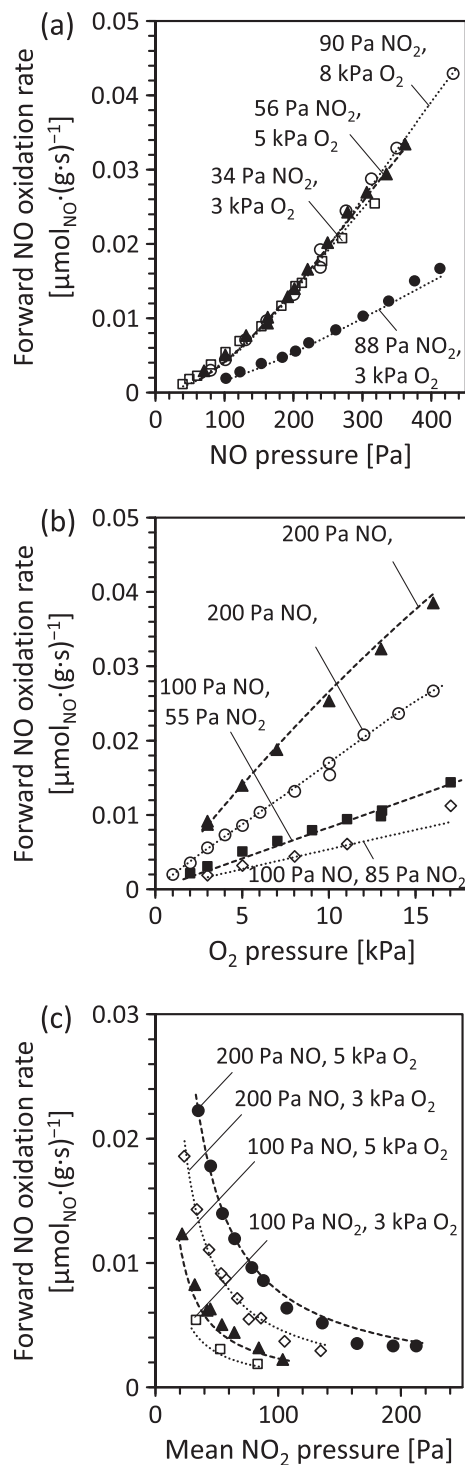 (a)
0.05
0.04
0.03
0.02
0.01
0
0 100 200 300 400
90 Pa NO₂,
8 kPa O₂
56 Pa NO₂,
5 kPa O₂
34 Pa NO₂,
3 kPa O₂
88 Pa NO₂,
3 kPa O₂
Forward NO oxidation rate
[μmol_NO·(g·s)⁻¹]
NO pressure [Pa]
(b)
0.05
0.04
0.03
0.02
0.01
0
0 5 10 15
200 Pa NO,
200 Pa NO,
100 Pa NO,
55 Pa NO₂
100 Pa NO, 85 Pa NO₂
Forward NO oxidation rate
[μmol_NO·(g·s)⁻¹]
O₂ pressure [kPa]
(c)
0.03
0.02
0.01
0
0 100 200
200 Pa NO, 5 kPa O₂
200 Pa NO, 3 kPa O₂
100 Pa NO, 5 kPa O₂
100 Pa NO₂, 3 kPa O₂
Forward NO oxidation rate
[μmol_NO·(g·s)⁻¹]
Mean NO₂ pressure [Pa]